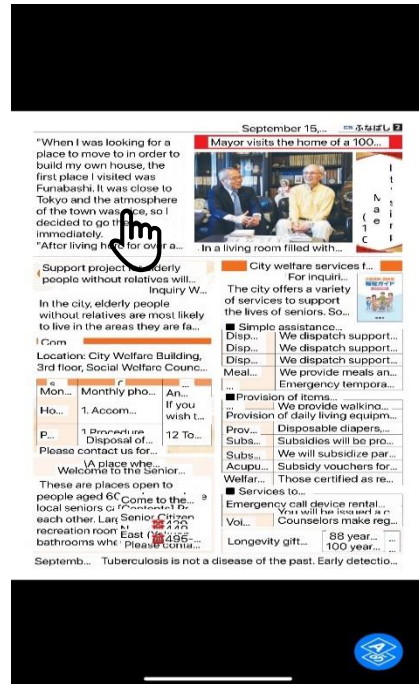 September 15,... 広報 ふなばし 2
"When I was looking for a
place to move to in order to
build my own house, the
first place I visited was
Funabashi. It was close to
Tokyo and the atmosphere
of the town was so I
decided to go
immediately.
"After living for over a...
Mayor visits the home of a 100...
In a living room filled with...
Support project elderly
people without relatives will...
Inquiry W...
In the city, elderly people
without relatives are most likely
to live in the areas they are fa...
Com
Location: City Welfare Building,
3rd floor, Social Welfare Counc...
Mon... Monthly pho... An...
Ho... 1. Accom... If you
wish t...
P... 1 Procedure 12 To...
Disposal of...
Please contact us for...
\A place whe...
Welcome to the Senior...
These are places open to
people aged
local seniors
each other.
recreation room
bathrooms
Come to the...
[Contents]
Senior Citizen
East
495-...
Please conta...
City welfare services f...
For inquiri...
The city offers a variety
of services to support
the lives of seniors. So...
■ Simple assistance...
Disp... We dispatch support...
Disp... We dispatch support...
Disp... We dispatch support...
Meal... We provide meals an...
... Emergency tempora...
■Provision of items...
... We provide walking...
Provision of daily living equipm...
Prov... Disposable diapers,...
Subs... Subsidies will be pro...
Subs... We will subsidize par...
Acupu... Subsidy vouchers for...
Welfar... Those certified as re...
■ Services to...
Emergency call device rental...
You will be issued a c
Voi... Counselors make reg...
Longevity gift... 88 year... ...
100 year... ...
Septemb... Tuberculosis is not a disease of the past. Early detectio...